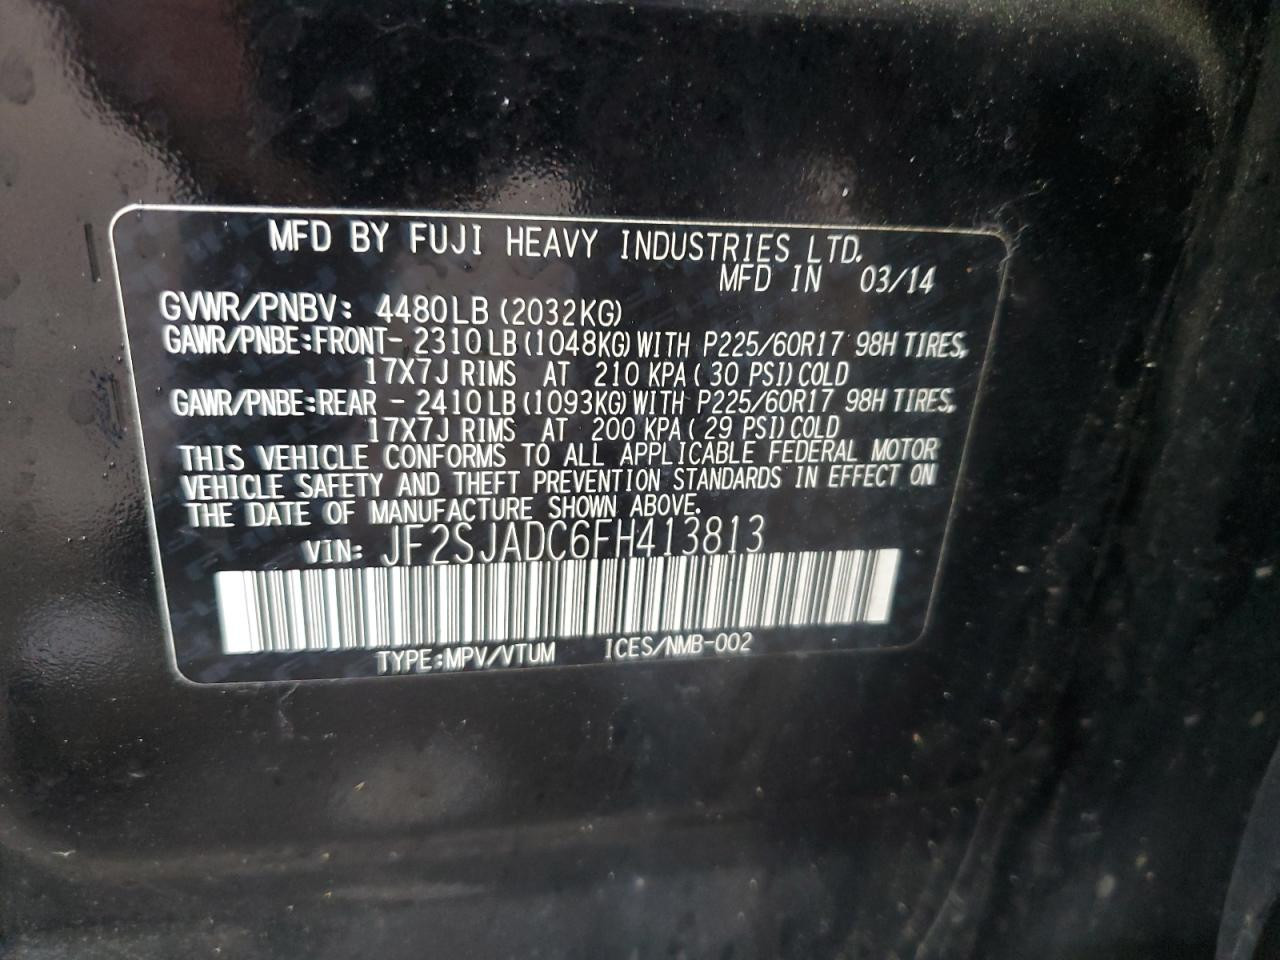 MFD BY FUJI HEAVY INDUSTRIES LTD.
MFD IN 03/14
GVWR/PNBV: 4480LB (2032KG)
GAWR/PNBE:FRONT- 2310 LB (1048KG) WITH P225/60R17 98H TIRES,
17X7J RIMS AT 210 KPA ( 30 PSI) COLD
GAWR/PNBE:REAR - 2410 LB (1093KG) WITH P225/60R17 98H TIRES,
17X7J RIMS AT 200 KPA ( 29 PSI) COLD
THIS VEHICLE CONFORMS TO ALL APPLICABLE FEDERAL MOTOR
VEHICLE SAFETY AND THEFT PREVENTION STANDARDS IN EFFECT ON
THE DATE OF MANUFACTURE SHOWN ABOVE.
VIN: JF2SJADC6FH413813
TYPE:MPV/VTUM ICES/NMB-002